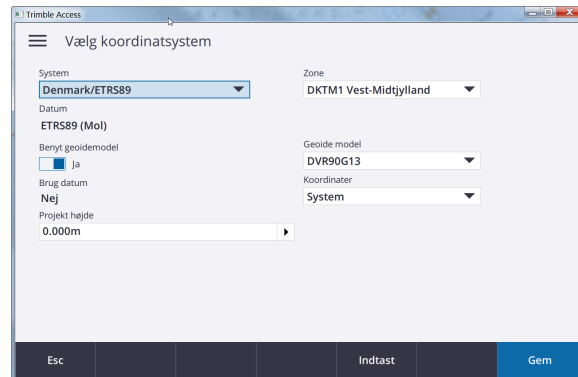 Trimble Access
Vælg koordinatsystem
System
Denmark/ETRS89
Zone
DKTM1 Vest-Midtjylland
Datum
ETRS89 (Mol)
Benyt geoidemodel
Ja
Geoide model
DVR90G13
Brug datum
Nej
Koordinater
System
Projekt højde
0.000m
Esc
Indtast
Gem